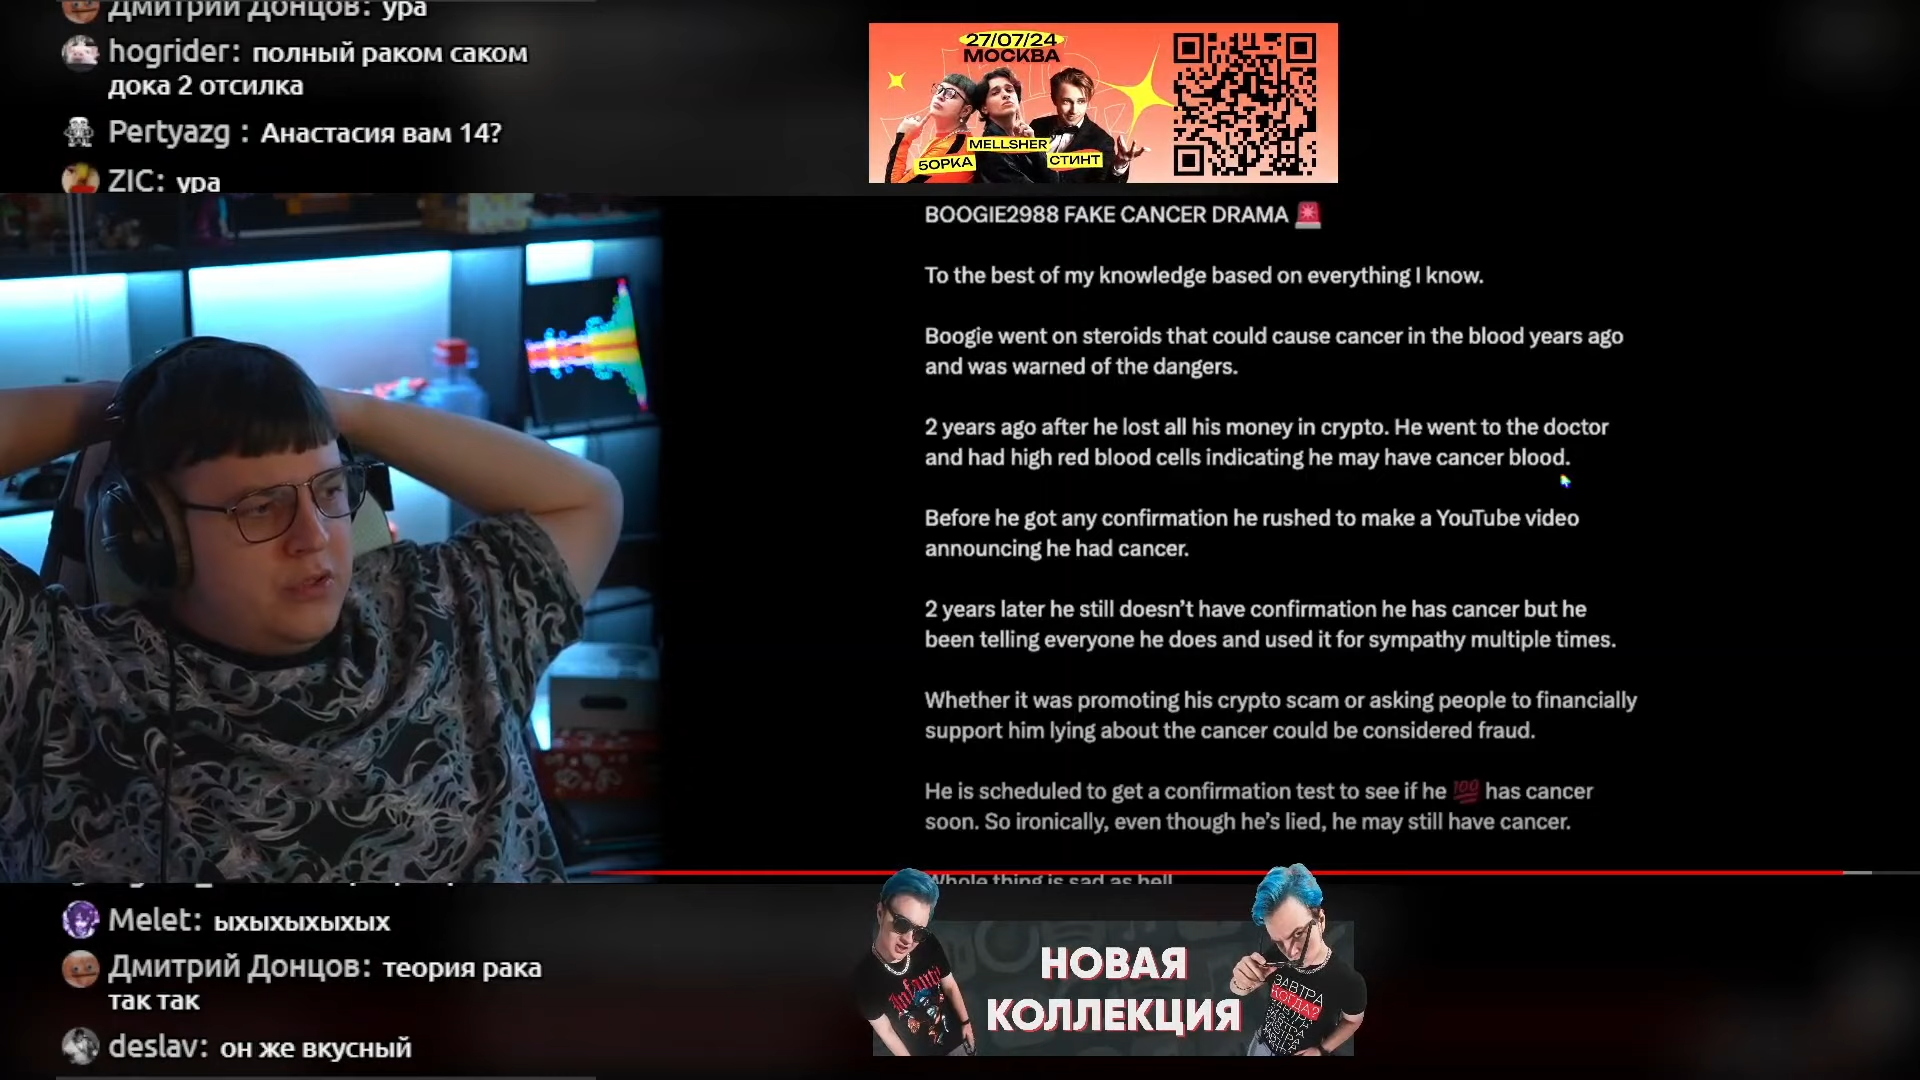 Дмитрий Донцов: ура
hogrider: полный раком саком
дока 2 отсилка
Pertyazg : Анастасия вам 14?
ZIC: ура
27/07/24
МОСКВА
MELLSHER
БОРКА
СТИНТ
BOOGIE2988 FAKE CANCER DRAMA 🚨
To the best of my knowledge based on everything I know.
Boogie went on steroids that could cause cancer in the blood years ago
and was warned of the dangers.
2 years ago after he lost all his money in crypto. He went to the doctor
and had high red blood cells indicating he may have cancer blood.
Before he got any confirmation he rushed to make a YouTube video
announcing he had cancer.
2 years later he still doesn’t have confirmation he has cancer but he
been telling everyone he does and used it for sympathy multiple times.
Whether it was promoting his crypto scam or asking people to financially
support him lying about the cancer could be considered fraud.
He is scheduled to get a confirmation test to see if he 💯 has cancer
soon. So ironically, even though he’s lied, he may still have cancer.
Whole thing is sad as hell
Melet: ыхыхыхыхых
Дмитрий Донцов: теория рака
так так
deslav: он же вкусный
НОВАЯ
КОЛЛЕКЦИЯ
ЗАВТРА
КОГДА?
ЗАВТРА